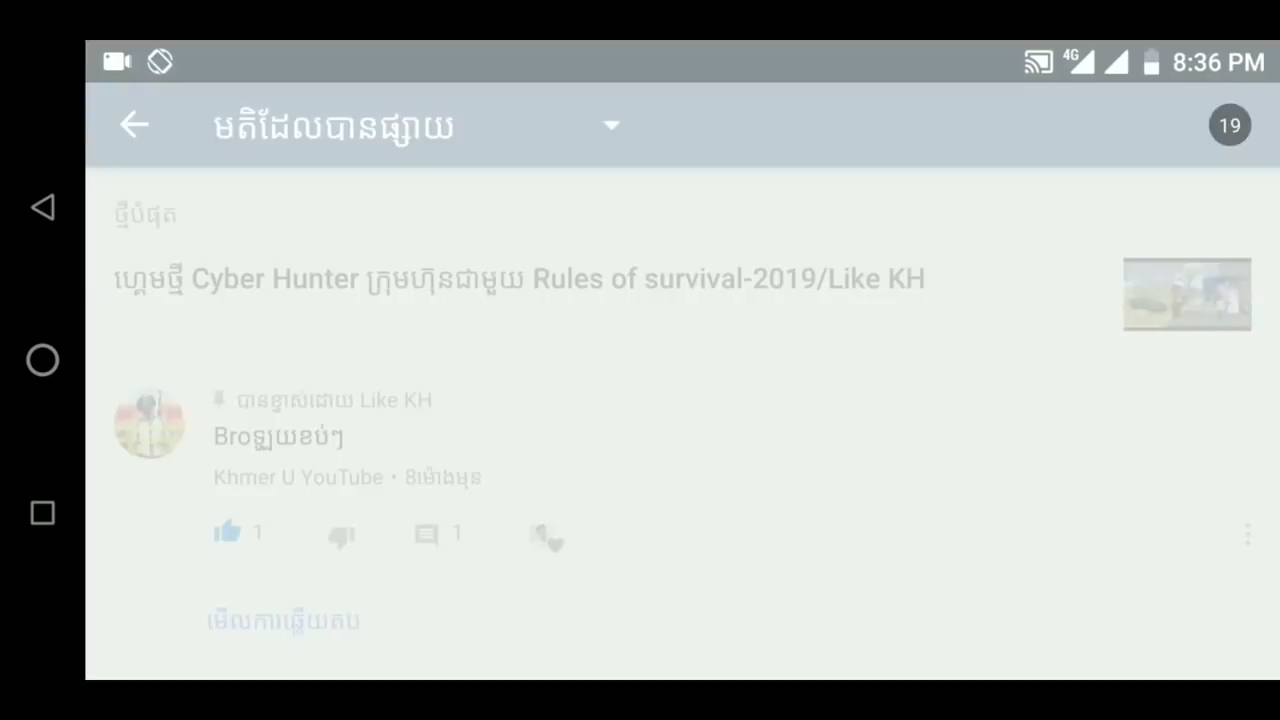 4G 8:36 PM
មតិដែលបានផ្សាយ
19
ថ្មីបំផុត
ហ្គេមថ្មី Cyber Hunter ក្រុមហ៊ុនជាមួយ Rules of survival-2019/Like KH
បានខ្ទាស់ដោយ Like KH
Broឡូយខប់ៗ
Khmer U YouTube • 8ម៉ោងមុន
1 1
មើលការឆ្លើយតប